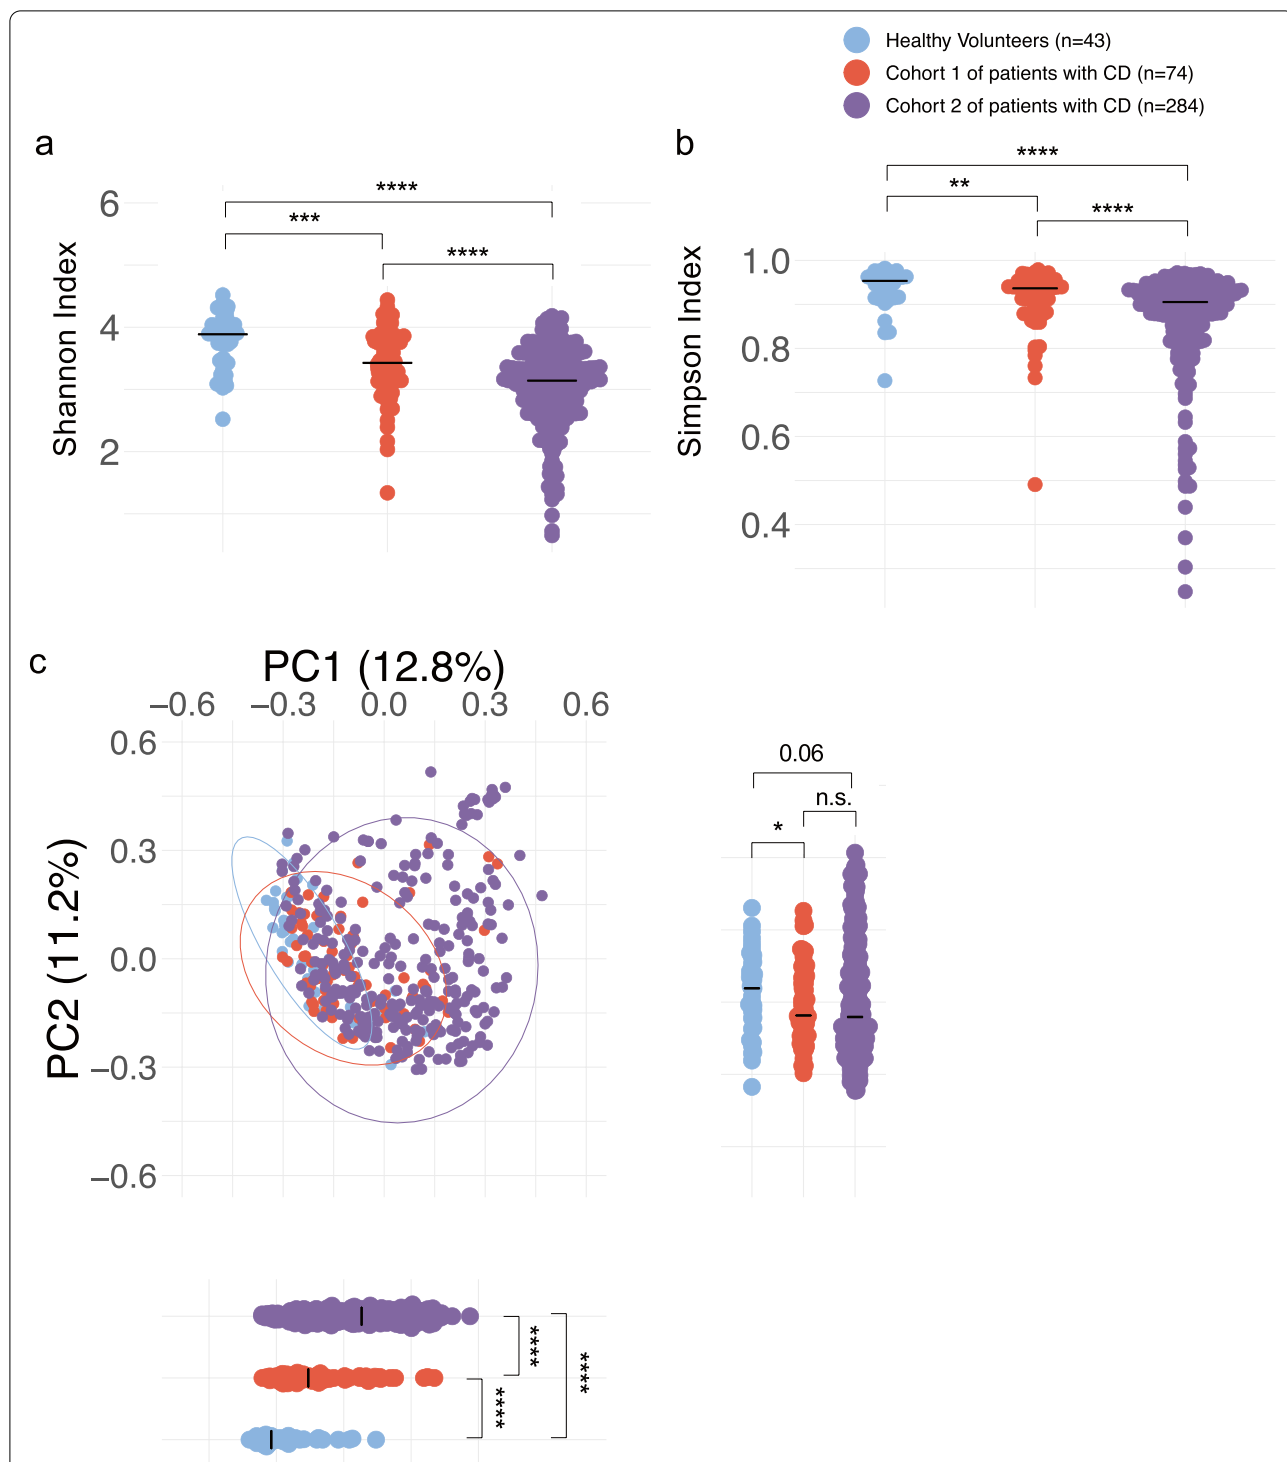 Healthy Volunteers (n=43)
Cohort 1 of patients with CD (n=74)
Cohort 2 of patients with CD (n=284)
a
****
***
****
6
4
2
Shannon Index
b
****
**
****
1.0
0.8
0.6
0.4
Simpson Index
c
PC1 (12.8%)
−0.6 −0.3 0.0 0.3 0.6
0.6
0.3
0.0
−0.3
−0.6
PC2 (11.2%)
0.06
n.s.
*
****
****
****